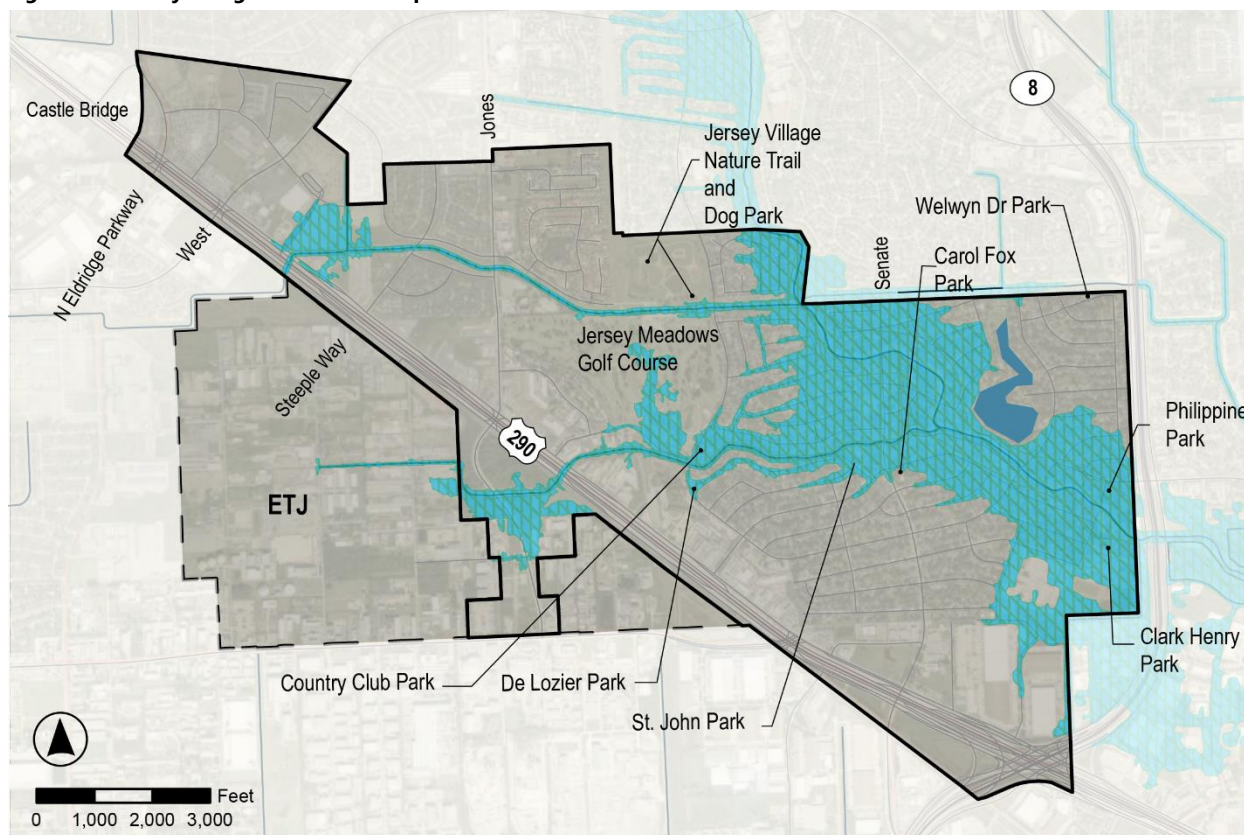 8
Castle Bridge
Jones
Jersey Village
Nature Trail
and
Dog Park
Welwyn Dr Park
N Eldridge Parkway
West
Senate
Carol Fox
Park
Jersey Meadows
Golf Course
Steeple Way
290
Philippine
Park
ETJ
Clark Henry
Park
Country Club Park
De Lozier Park
St. John Park
Feet
0 1,000 2,000 3,000